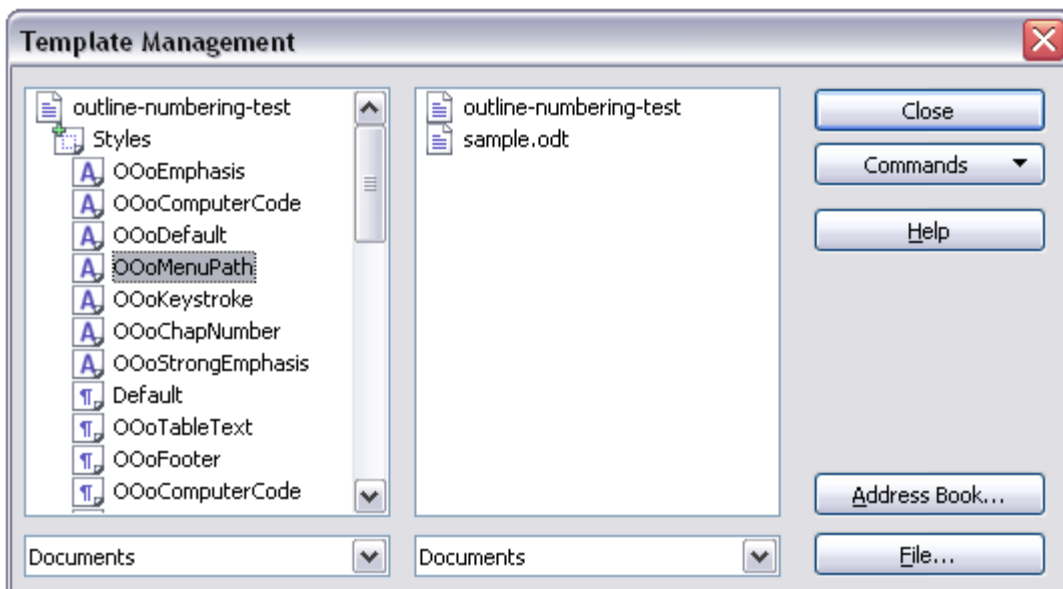 Template Management
outline-numbering-test
Styles
OOoEmphasis
OOoComputerCode
OOoDefault
OOoMenuPath
OOoKeystroke
OOoChapNumber
OOoStrongEmphasis
Default
OOoTableText
OOoFooter
OOoComputerCode
Documents
outline-numbering-test
sample.odt
Documents
Close
Commands
Help
Address Book...
File...